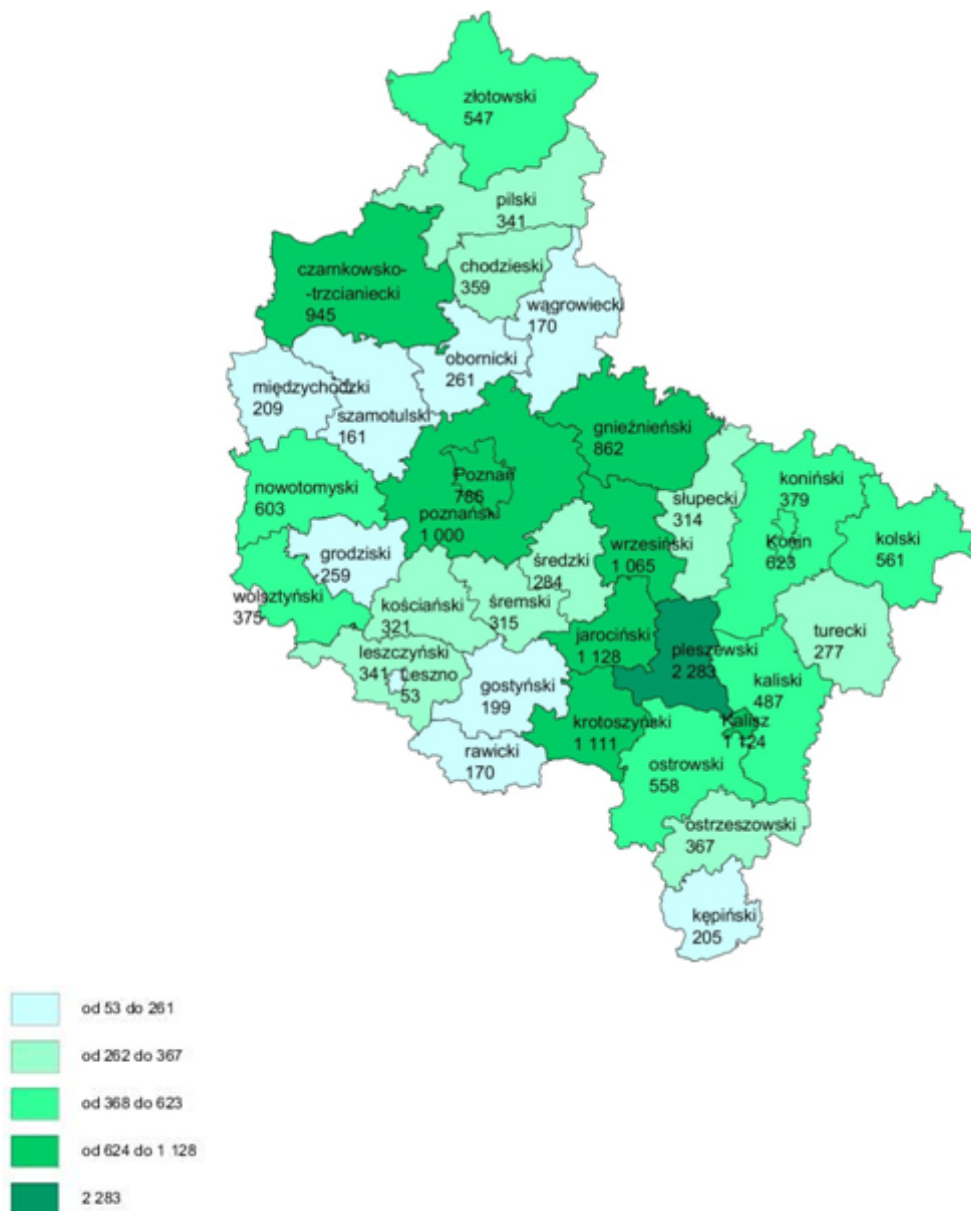 złotowski
547
pilski
341
czarnkowsko-
-trzcianiecki
945
chodzieski
359
wągrowiecki
170
obornicki
261
międzychodzki
209
szamotulski
161
gnieźnieński
862
Poznań
786
poznański
1 000
nowotomyski
603
słupecki
314
koniński
379
Konin
623
kolski
561
grodziski
259
średzki
284
wrzesiński
1 065
wolsztyński
375
kościański
321
śremski
315
jarociński
1 128
pleszewski
2 283
turecki
277
leszczyński
341
Leszno
53
gostyński
199
kaliski
487
Kalisz
1 124
krotoszyński
1 111
rawicki
170
ostrowski
558
ostrzeszowski
367
kępiński
205
od 53 do 261
od 262 do 367
od 368 do 623
od 624 do 1 128
2 283